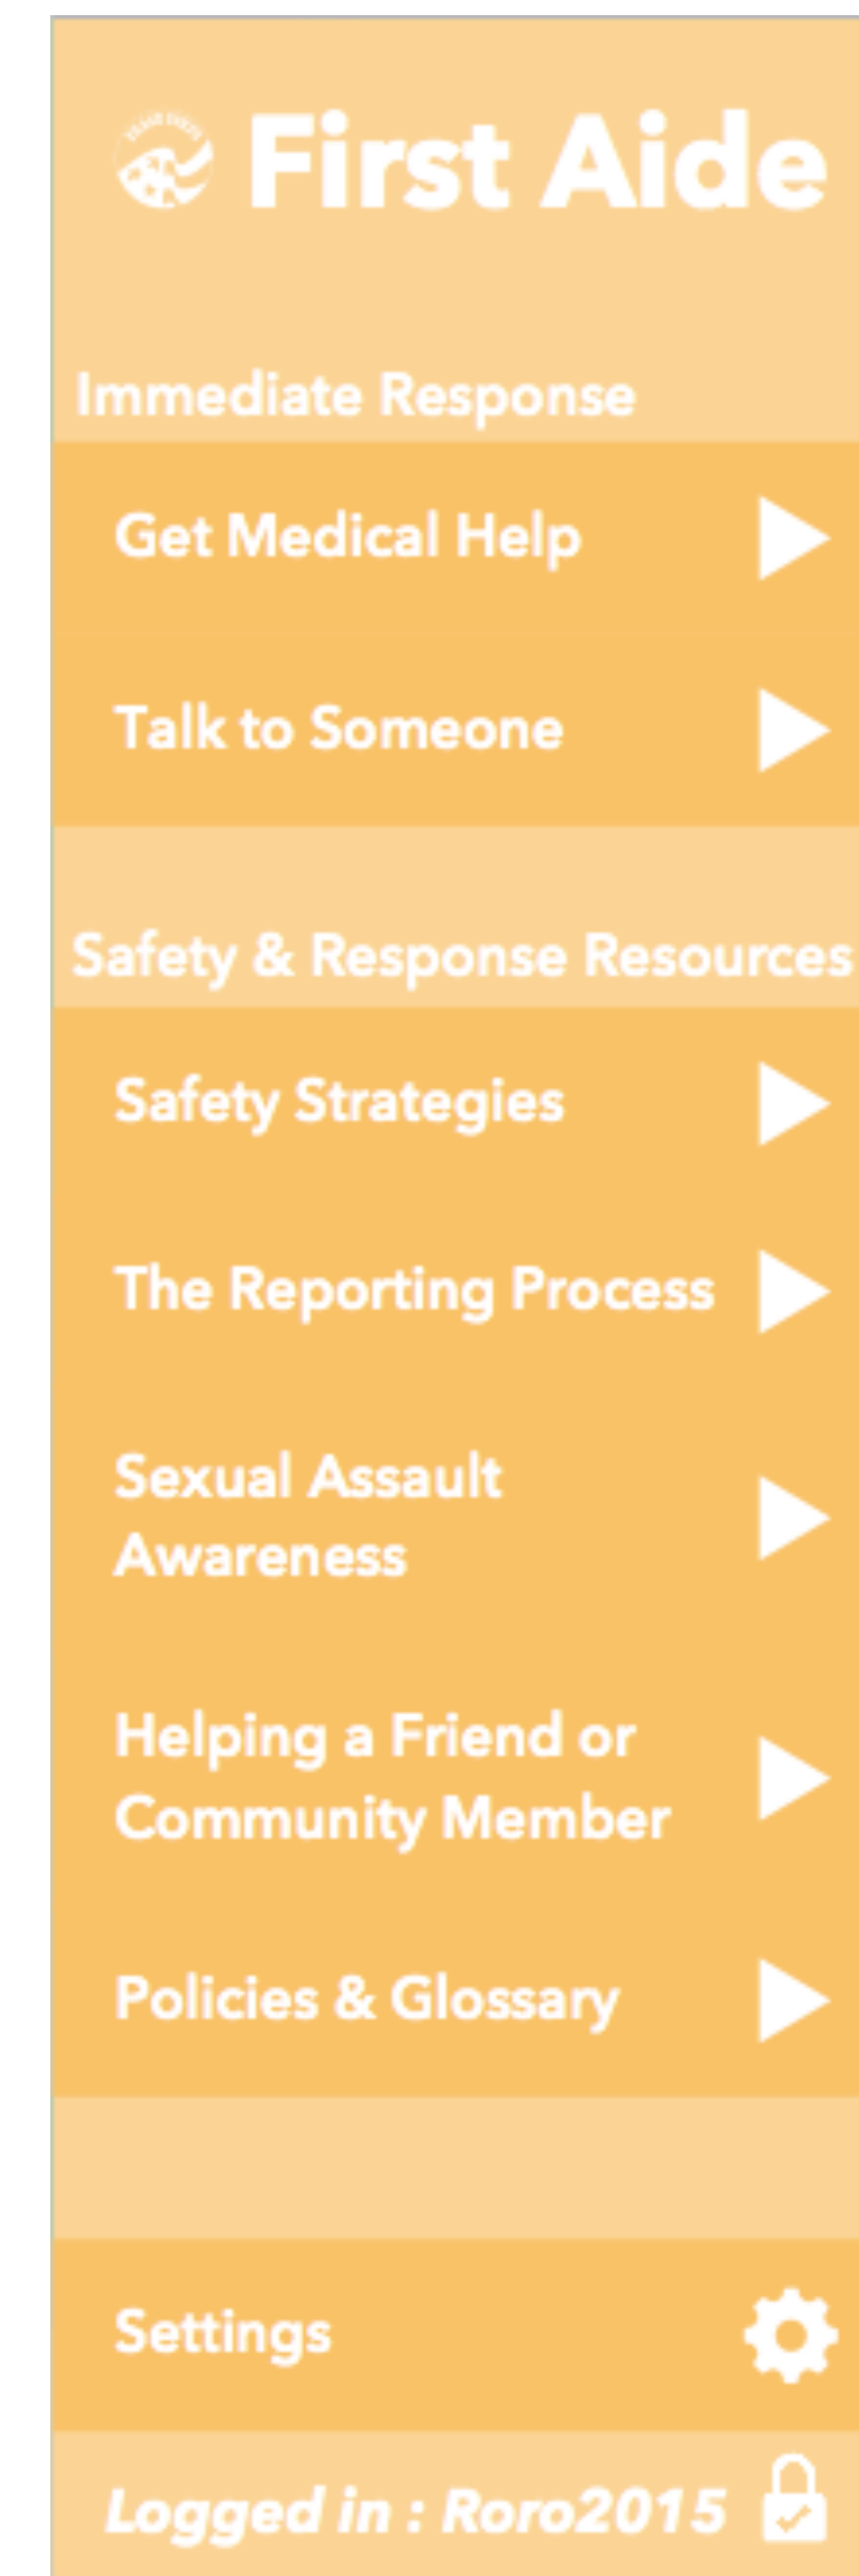 First Aide
Immediate Response
Get Medical Help
Talk to Someone
Safety & Response Resources
Safety Strategies
The Reporting Process
Sexual Assault
Awareness
Helping a Friend or
Community Member
Policies & Glossary
Settings
Logged in : Roro2015